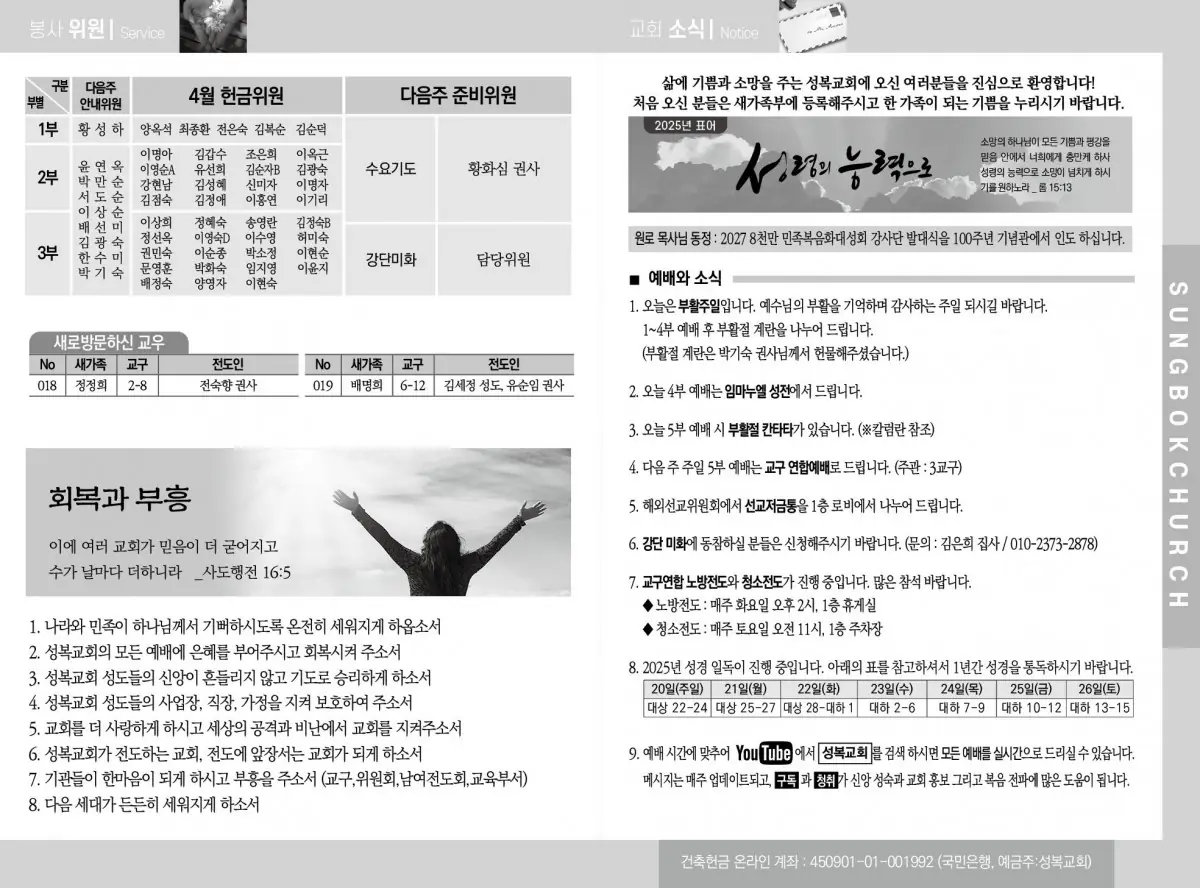 봉사 위원 | Service
구분
부별
다음주
안내위원
4월 헌금위원
다음주 준비위원
1부
황 성 하
양옥석 최종환 전은숙 김복순 김순덕
2부
윤 연 옥
박 만 순
서 도 순
이 상 순
배 선 미
김 광 숙
한 수 미
박 기 숙
이명아 김갑수 조은희 이옥근
이영순A 유선희 김순자B 김광숙
강현남 김성혜 신미자 이명자
김점숙 김정애 이홍연 이기리
3부
이상희 정혜숙 송영란 김정숙B
정선옥 이영숙D 이수영 허미숙
권민숙 이순종 박소정 이현순
문영훈 박화숙 임지영 이윤지
배정숙 양영자 이현숙
수요기도
황화심 권사
강단미화
담당위원
새로방문하신 교우
No 새가족 교구 전도인
018 정정희 2-8 전숙향 권사
No 새가족 교구 전도인
019 배명희 6-12 김세정 성도, 유순임 권사
회복과 부흥
이에 여러 교회가 믿음이 더 굳어지고
수가 날마다 더하니라 _사도행전 16:5
1. 나라와 민족이 하나님께서 기뻐하시도록 온전히 세워지게 하옵소서
2. 성복교회의 모든 예배에 은혜를 부어주시고 회복시켜 주소서
3. 성복교회 성도들의 신앙이 흔들리지 않고 기도로 승리하게 하소서
4. 성복교회 성도들의 사업장, 직장, 가정을 지켜 보호하여 주소서
5. 교회를 더 사랑하게 하시고 세상의 공격과 비난에서 교회를 지켜주소서
6. 성복교회가 전도하는 교회, 전도에 앞장서는 교회가 되게 하소서
7. 기관들이 한마음이 되게 하시고 부흥을 주소서 (교구,위원회,남여전도회,교육부서)
8. 다음 세대가 든든히 세워지게 하소서
교회 소식 | Notice
삶에 기쁨과 소망을 주는 성복교회에 오신 여러분들을 진심으로 환영합니다!
처음 오신 분들은 새가족부에 등록해주시고 한 가족이 되는 기쁨을 누리시기 바랍니다.
2025년 표어
성령의 능력으로
소망의 하나님이 모든 기쁨과 평강을
믿음 안에서 너희에게 충만케 하사
성령의 능력으로 소망이 넘치게 하시
기를 원하노라 _ 롬 15:13
원로 목사님 동정 : 2027 8천만 민족복음화대성회 강사단 발대식을 100주년 기념관에서 인도 하십니다.
■ 예배와 소식
1. 오늘은 부활주일입니다. 예수님의 부활을 기억하며 감사하는 주일 되시길 바랍니다.
1~4부 예배 후 부활절 계란을 나누어 드립니다.
(부활절 계란은 박기숙 권사님께서 헌물해주셨습니다.)
2. 오늘 4부 예배는 임마누엘 성전에서 드립니다.
3. 오늘 5부 예배 시 부활절 칸타타가 있습니다. (※칼럼란 참조)
4. 다음 주 주일 5부 예배는 교구 연합예배로 드립니다. (주관 : 3교구)
5. 해외선교위원회에서 선교저금통을 1층 로비에서 나누어 드립니다.
6. 강단 미화에 동참하실 분들은 신청해주시기 바랍니다. (문의 : 김은희 집사 / 010-2373-2878)
7. 교구연합 노방전도와 청소전도가 진행 중입니다. 많은 참석 바랍니다.
◆ 노방전도 : 매주 화요일 오후 2시, 1층 휴게실
◆ 청소전도 : 매주 토요일 오전 11시, 1층 주차장
8. 2025년 성경 일독이 진행 중입니다. 아래의 표를 참고하셔서 1년간 성경을 통독하시기 바랍니다.
20일(주일) 21일(월) 22일(화) 23일(수) 24일(목) 25일(금) 26일(토)
대상 22-24 대상 25-27 대상 28-대하 1 대하 2-6 대하 7-9 대하 10-12 대하 13-15
9. 예배 시간에 맞추어 YouTube 에서 성복교회 를 검색 하시면 모든 예배를 실시간으로 드리실 수 있습니다.
메시지는 매주 업데이트되고, 구독 과 청취 가 신앙 성숙과 교회 홍보 그리고 복음 전파에 많은 도움이 됩니다.
SUNGBOKCHURCH
건축헌금 온라인 계좌 : 450901-01-001992 (국민은행, 예금주:성복교회)